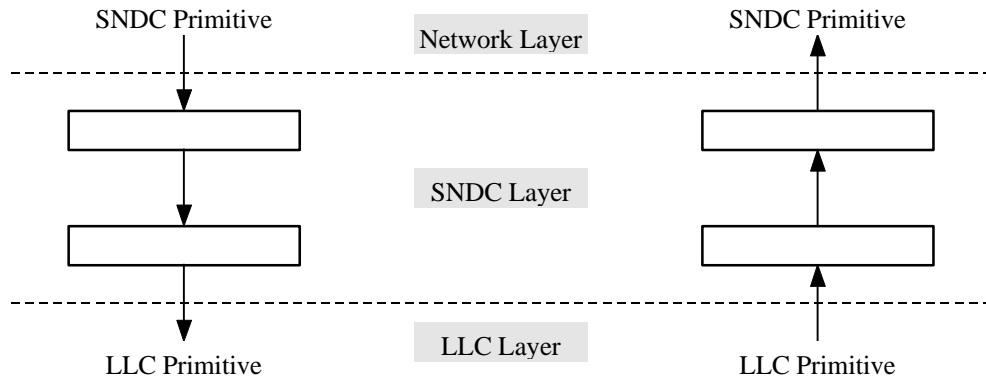 SNDC Primitive
Network Layer
SNDC Primitive
SNDC Layer
LLC Layer
LLC Primitive
LLC Primitive